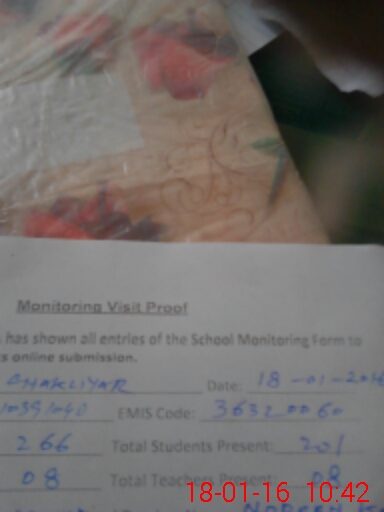 Monitoring Visit Proof
has shown all entries of the School Monitoring Form to
online submission.
CHAKLIYAR Date: 18-01-2016
EMIS Code: 36320060
266 Total Students Present: 201
08 Total Teachers Present: 08
18-01-16 10:42